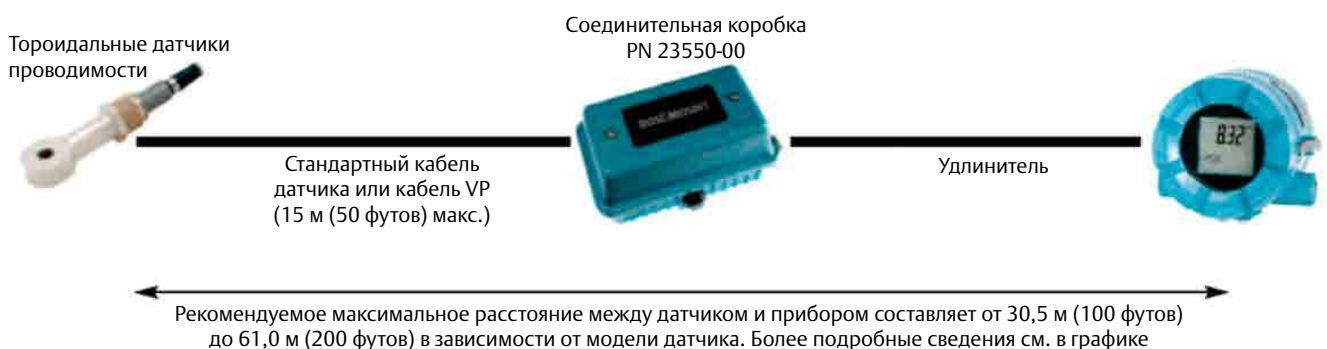 Соединительная коробка
PN 23550-00
Тороидальные датчики
проводимости
ROSEMOUNT
832
Стандартный кабель
датчика или кабель VP
(15 м (50 футов) макс.)
Удлинитель
Рекомендуемое максимальное расстояние между датчиком и прибором составляет от 30,5 м (100 футов)
до 61,0 м (200 футов) в зависимости от модели датчика. Более подробные сведения см. в графике